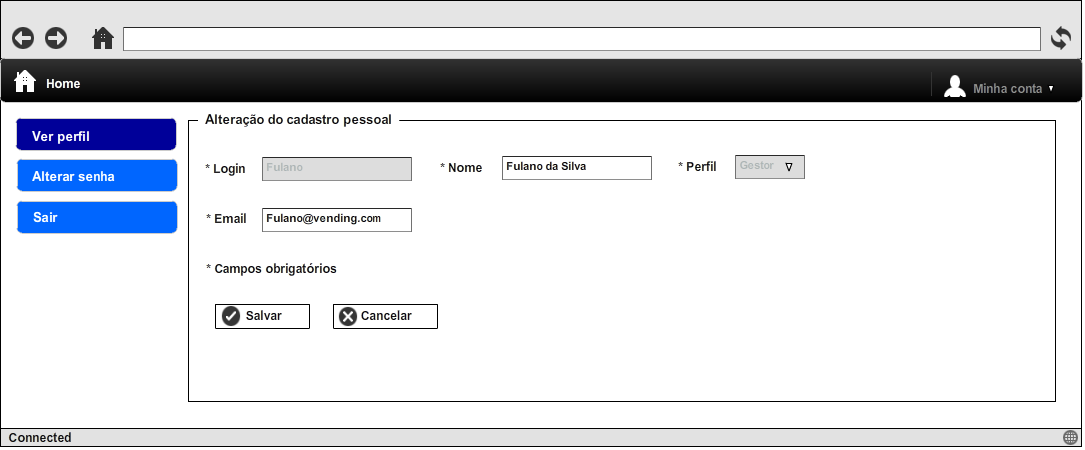 Home
Minha conta
Ver perfil
Alterar senha
Sair
Alteração do cadastro pessoal
* Login Fulano * Nome Fulano da Silva * Perfil Gestor
* Email Fulano@vending.com
* Campos obrigatórios
Salvar Cancelar
Connected